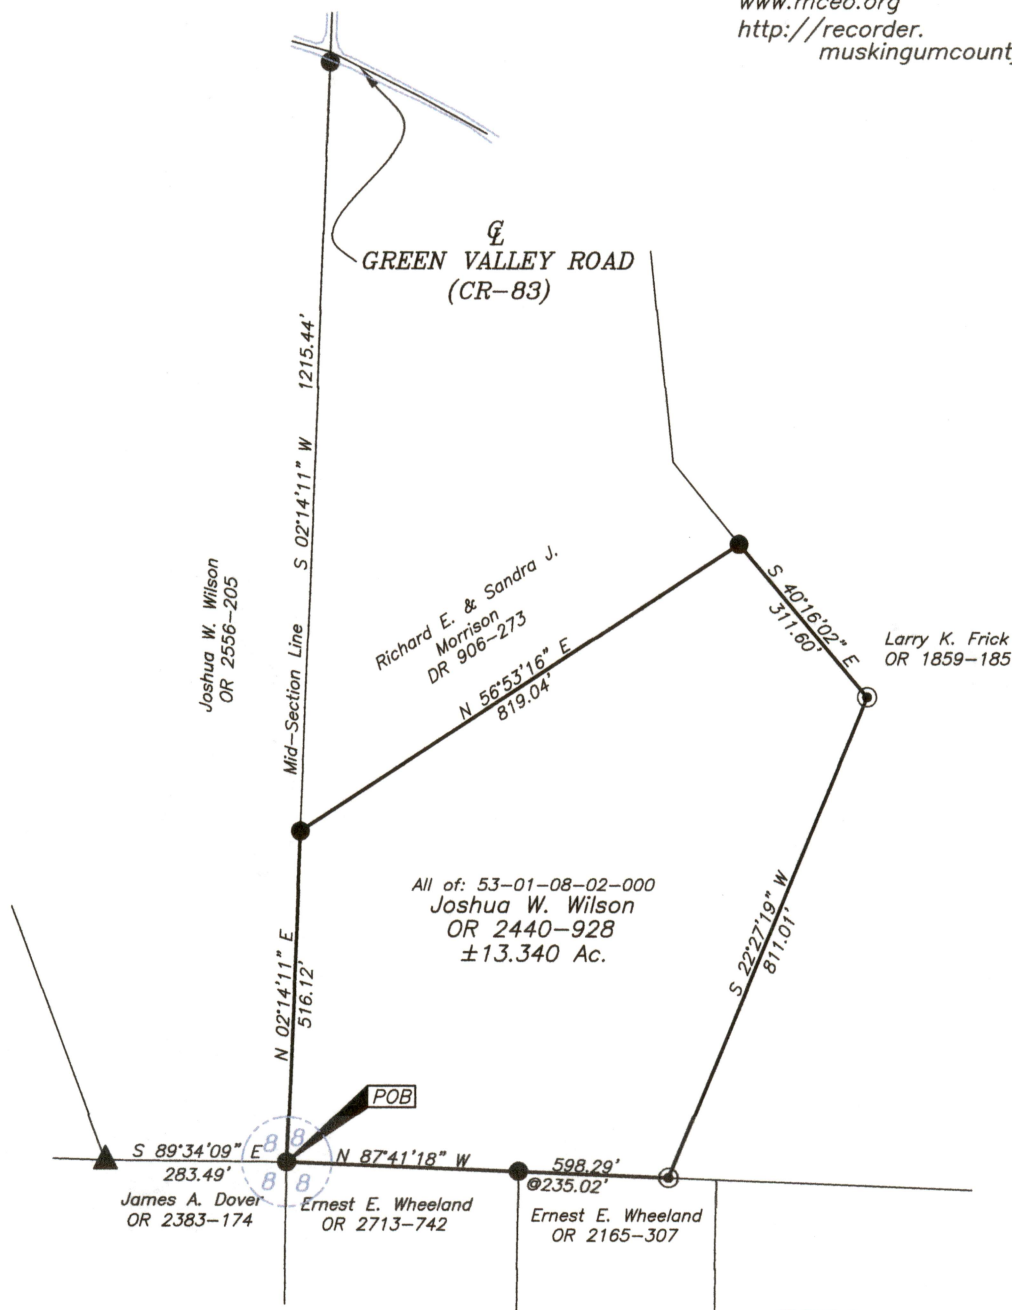 www.mceo.org
http://recorder.
muskingumcounty
℄
GREEN VALLEY ROAD
(CR-83)
Mid-Section Line S 02°14'11" W 1215.44'
Joshua W. Wilson
OR 2556-205
Richard E. & Sandra J.
Morrison
DR 906-273
N 56°53'16" E
819.04'
S 40°16'02" E
311.60'
Larry K. Frick
OR 1859-185
All of: 53-01-08-02-000
Joshua W. Wilson
OR 2440-928
±13.340 Ac.
S 22°27'19" W
811.01'
N 02°14'11" E
516.12'
POB
8 8
8 8
S 89°34'09" E
283.49'
N 87°41'18" W
598.29'
@235.02'
James A. Dover
OR 2383-174
Ernest E. Wheeland
OR 2713-742
Ernest E. Wheeland
OR 2165-307